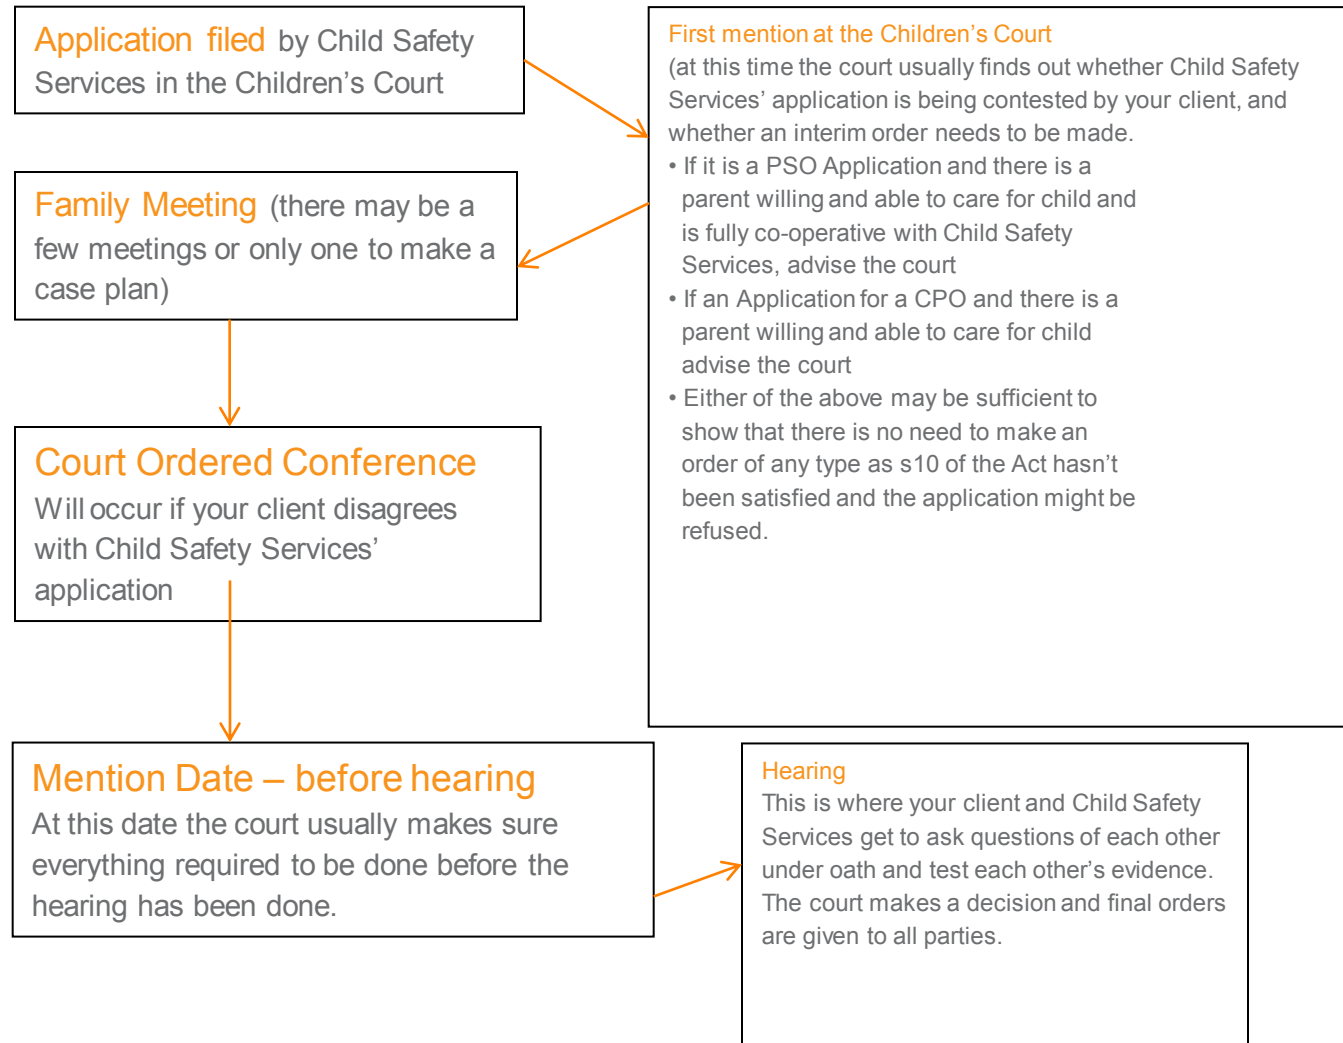 Application filed by Child Safety
Services in the Children's Court
First mention at the Children's Court
(at this time the court usually finds out whether Child Safety
Services' application is being contested by your client, and
whether an interim order needs to be made.
• If it is a PSO Application and there is a
parent willing and able to care for child and
is fully co-operative with Child Safety
Services, advise the court
• If an Application for a CPO and there is a
parent willing and able to care for child
advise the court
• Either of the above may be sufficient to
show that there is no need to make an
order of any type as s10 of the Act hasn't
been satisfied and the application might be
refused.
Family Meeting (there may be a
few meetings or only one to make a
case plan)
Court Ordered Conference
Will occur if your client disagrees
with Child Safety Services'
application
Mention Date – before hearing
At this date the court usually makes sure
everything required to be done before the
hearing has been done.
Hearing
This is where your client and Child Safety
Services get to ask questions of each other
under oath and test each other's evidence.
The court makes a decision and final orders
are given to all parties.